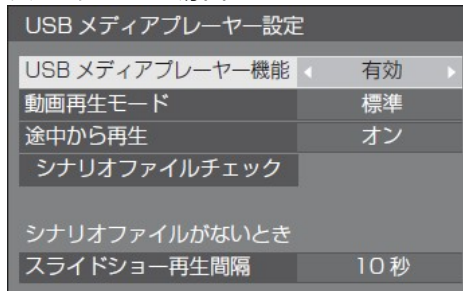 USB メディアプレーヤー設定
USB メディアプレーヤー機能 有効
動画再生モード 標準
途中から再生 オン
シナリオファイルチェック
シナリオファイルがないとき
スライドショー再生間隔 10秒